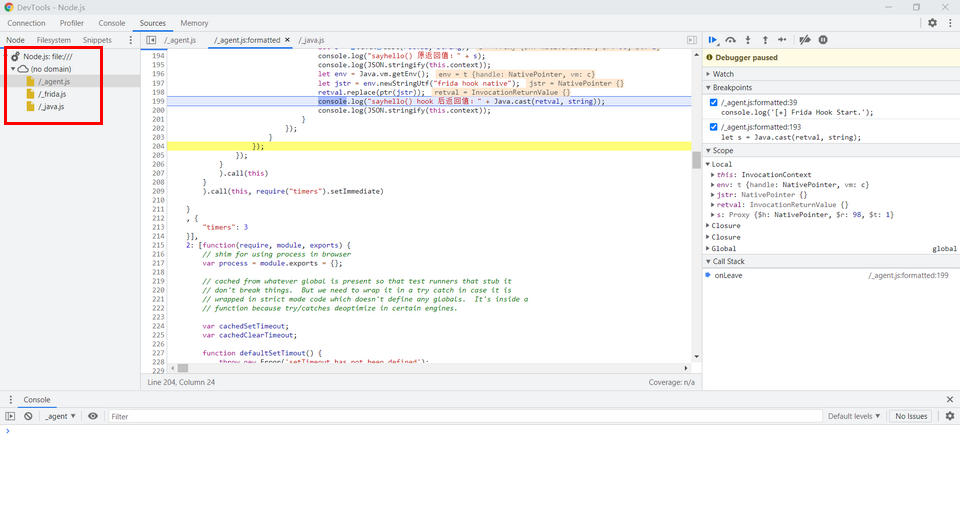 DevTools - Node.js
Connection Profiler Console Sources Memory
Node Filesystem Snippets
/_agent.js /_agent.js:formatted /_java.js
Node.js: file:///
(no domain)
/_agent.js
/_frida.js
/_java.js
194
195 console.log("sayhello() 原返回值: " + s);
console.log(JSON.stringify(this.context));
196 let env = Java.vm.getEnv(); env = t {handle: NativePointer, vm: c}
197 let jstr = env.newStringUtf("frida hook native"); jstr = NativePointer {}
198 retval.replace(ptr(jstr)); retval = InvocationReturnValue {}
199 console.log("sayhello() hook 后返回值: " + Java.cast(retval, string));
200 console.log(JSON.stringify(this.context));
201 }
202 });
203 }
204 });
205 });
206 }
207 ).call(this)
208 }
209 ).call(this, require("timers").setImmediate)
210
211 }
212 , {
213 "timers": 3
214 }],
215 2: [function(require, module, exports) {
216 // shim for using process in browser
217 var process = module.exports = {};
218
219 // cached from whatever global is present so that test runners that stub it
220 // don't break things. But we need to wrap it in a try catch in case it is
221 // wrapped in strict mode code which doesn't define any globals. It's inside a
222 // function because try/catches deoptimize in certain engines.
223
224 var cachedSetTimeout;
225 var cachedClearTimeout;
226
227 function defaultSetTimout() {
228 throw new Error('setTimeout has not been defined');
229
Line 204, Column 24 Coverage: n/a
Debugger paused
Watch
Breakpoints
/_agent.js:formatted:39
console.log('[+] Frida Hook Start.');
/_agent.js:formatted:193
let s = Java.cast(retval, string);
Scope
Local
this: InvocationContext
env: t {handle: NativePointer, vm: c}
jstr: NativePointer {}
retval: InvocationReturnValue {}
s: Proxy {$h: NativePointer, $r: 98, $t: 1}
Closure
Closure
Global global
Call Stack
onLeave /_agent.js:formatted:199
Console
_agent ▼ Filter Default levels ▼ No Issues